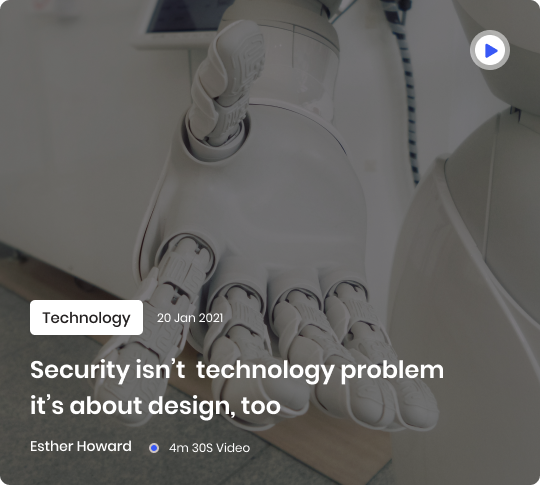 Technology
20 Jan 2021
Security isn’t technology problem
it’s about design, too
Esther Howard
4m 30S Video